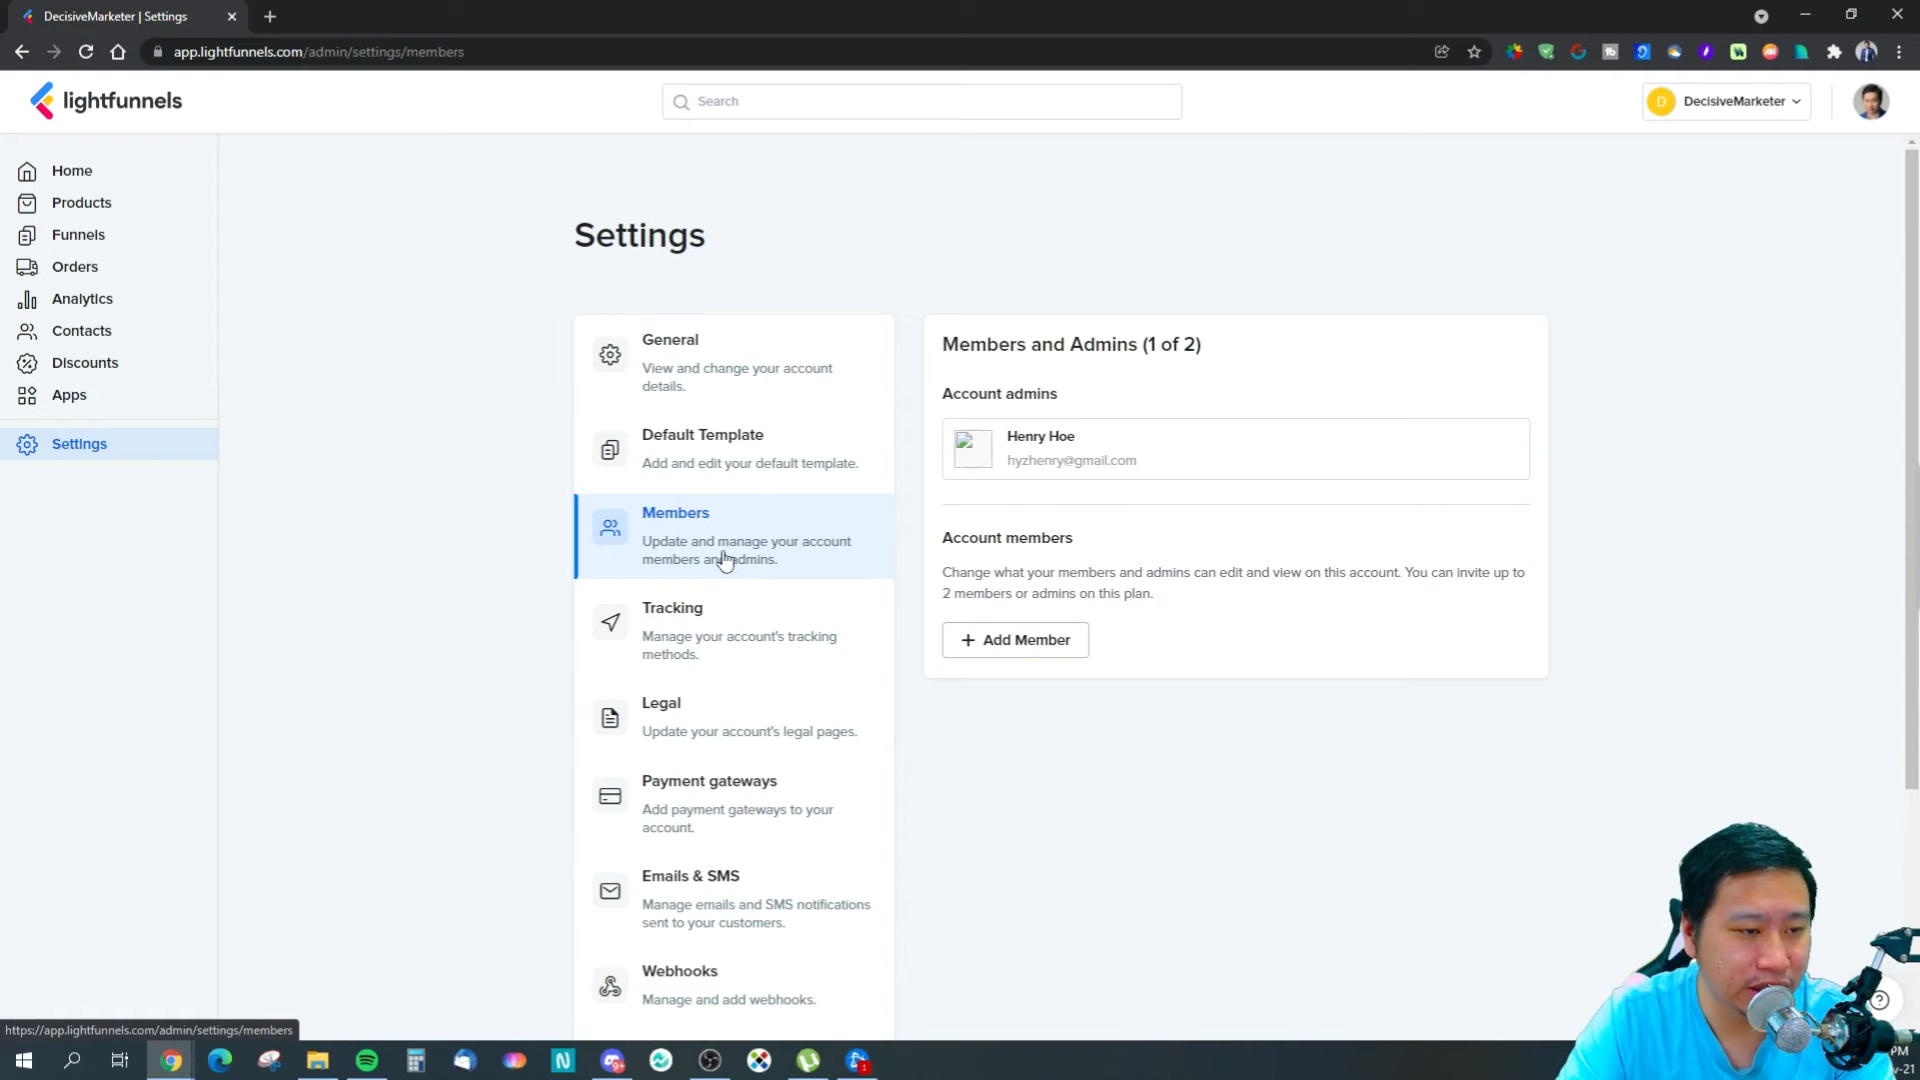 DecisiveMarketer | Settings
app.lightfunnels.com/admin/settings/members
lightfunnels
Search
D
DecisiveMarketer
Home
Products
Funnels
Orders
Analytics
Contacts
Discounts
Apps
Settings
Settings
General
View and change your account
details.
Default Template
Add and edit your default template.
Members
Update and manage your account
members and admins.
Tracking
Manage your account's tracking
methods.
Legal
Update your account's legal pages.
Payment gateways
Add payment gateways to your
account.
Emails & SMS
Manage emails and SMS notifications
sent to your customers.
Webhooks
Manage and add webhooks.
Members and Admins (1 of 2)
Account admins
Henry Hoe
hyzhenry@gmail.com
Account members
Change what your members and admins can edit and view on this account. You can invite up to
2 members or admins on this plan.
+ Add Member
https://app.lightfunnels.com/admin/settings/members
PM
-21